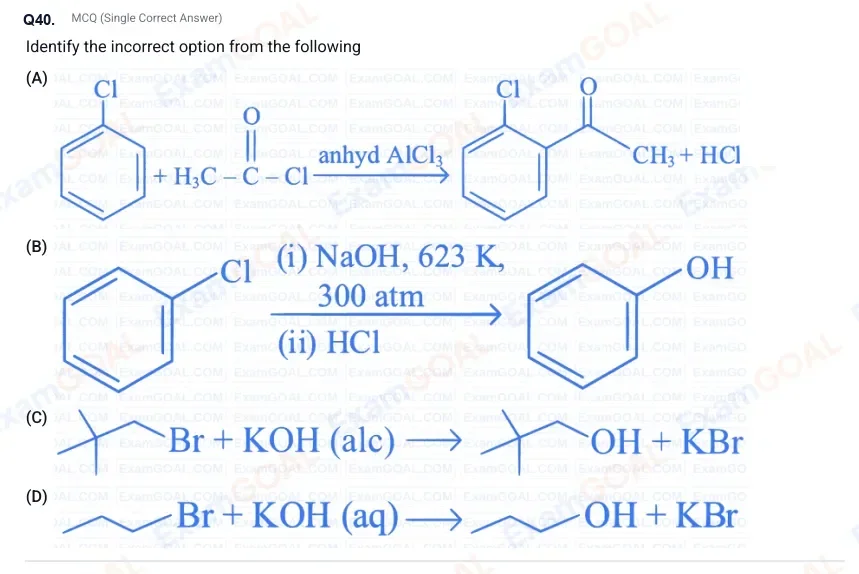 Q40. MCQ (Single Correct Answer)
Identify the incorrect option from the following
(A)
Cl
+ H₃C – C – Cl
O
anhyd AlCl₃
Cl
O
CH₃ + HCl
(B)
Cl
(i) NaOH, 623 K,
300 atm
(ii) HCl
OH
(C)
Br + KOH (alc) → OH + KBr
(D)
Br + KOH (aq) → OH + KBr